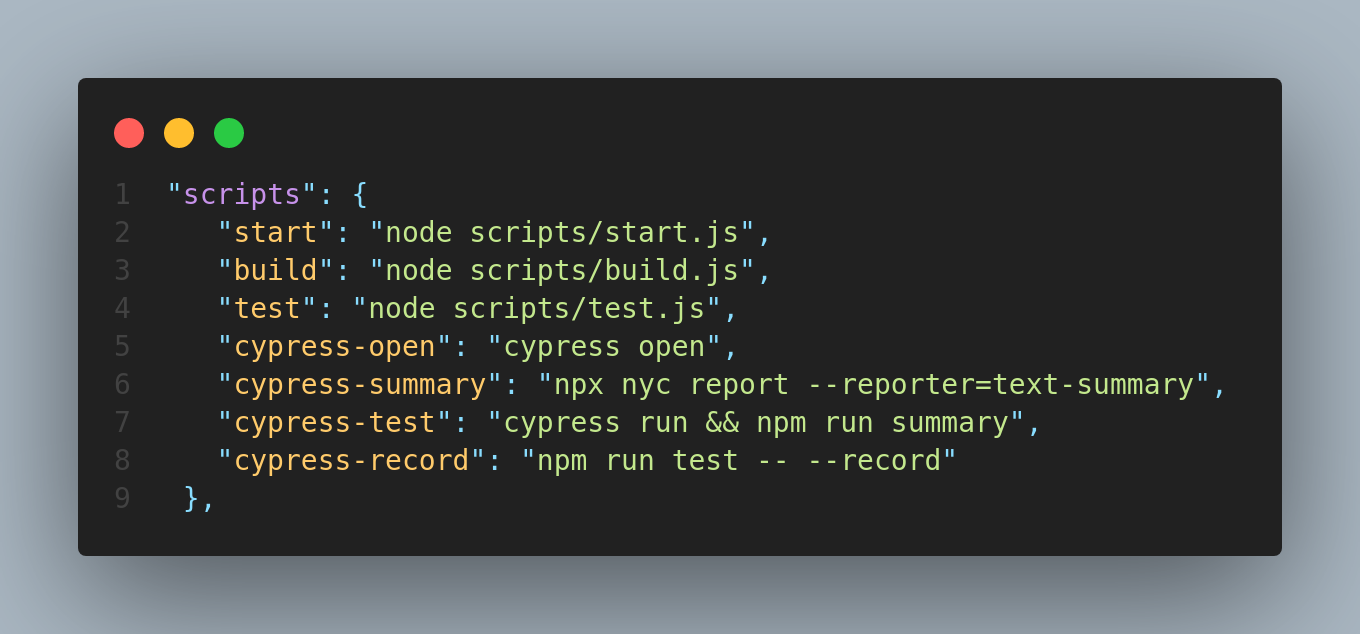 1 "scripts": {
2 "start": "node scripts/start.js",
3 "build": "node scripts/build.js",
4 "test": "node scripts/test.js",
5 "cypress-open": "cypress open",
6 "cypress-summary": "npx nyc report --reporter=text-summary",
7 "cypress-test": "cypress run && npm run summary",
8 "cypress-record": "npm run test -- --record"
9 },